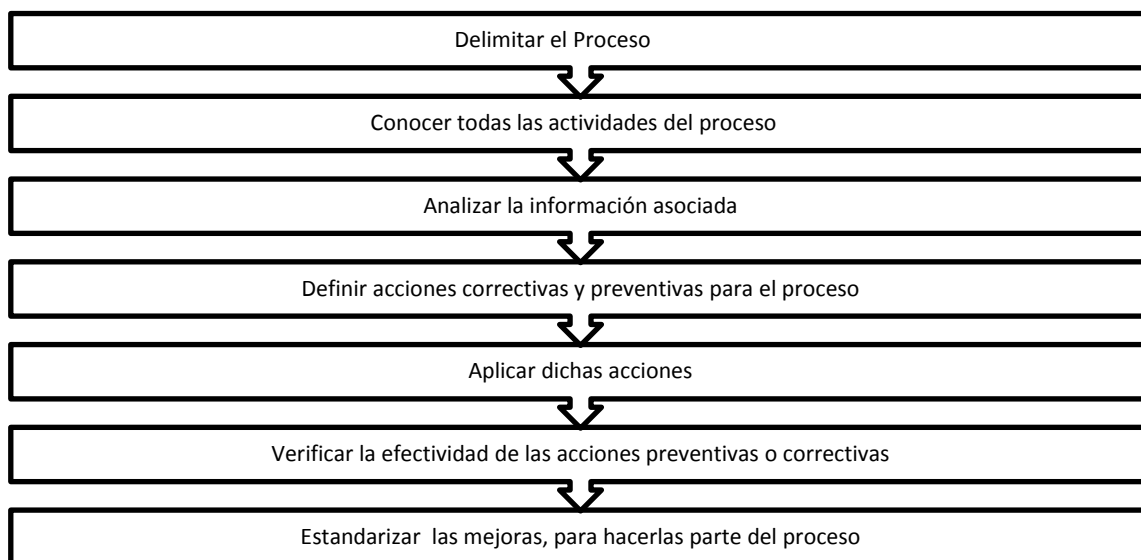 Delimitar el Proceso
Conocer todas las actividades del proceso
Analizar la información asociada
Definir acciones correctivas y preventivas para el proceso
Aplicar dichas acciones
Verificar la efectividad de las acciones preventivas o correctivas
Estandarizar  las mejoras, para hacerlas parte del proceso